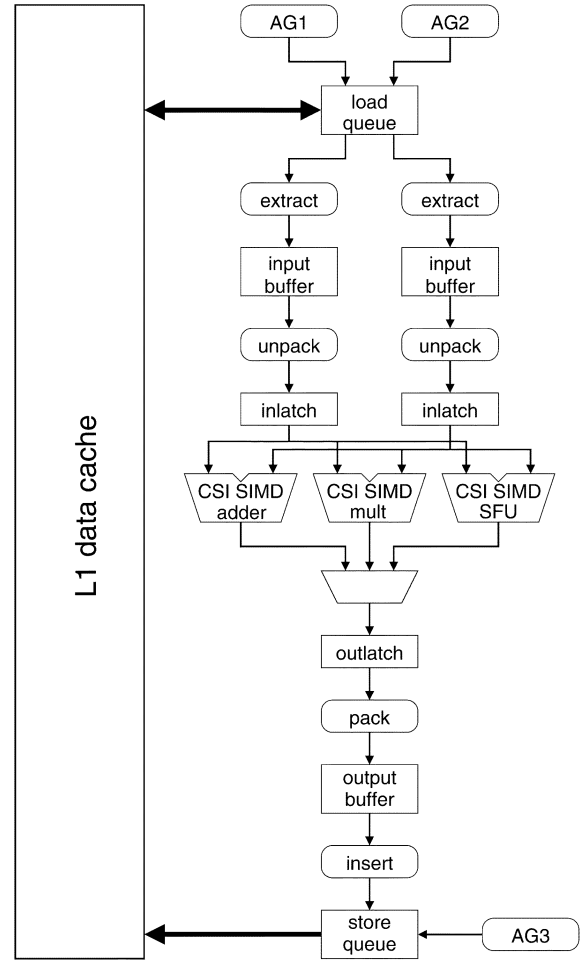 AG1
AG2
load
queue
extract
extract
input
buffer
input
buffer
unpack
unpack
inlatch
inlatch
L1 data cache
CSI SIMD
adder
CSI SIMD
mult
CSI SIMD
SFU
outlatch
pack
output
buffer
insert
store
queue
AG3